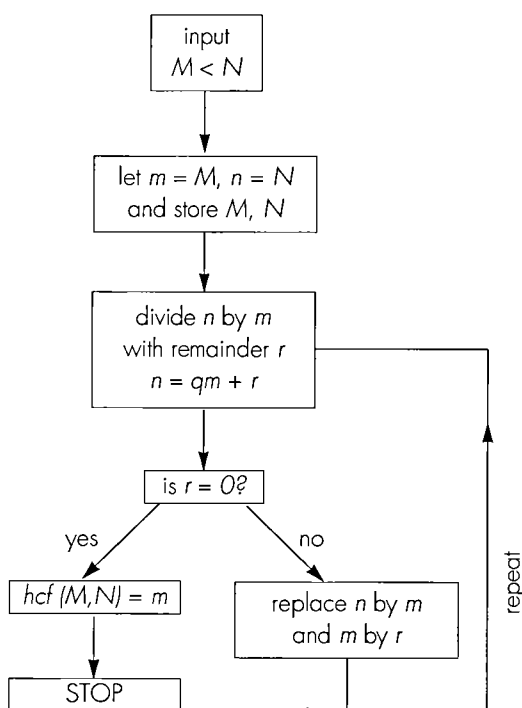 input
M < N
let m = M, n = N
and store M, N
divide n by m
with remainder r
n = qm + r
is r = 0?
yes
no
hcf (M,N) = m
replace n by m
and m by r
repeat
STOP